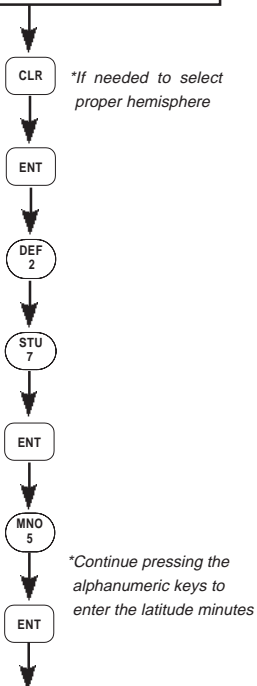 CLR
*If needed to select
proper hemisphere
ENT
DEF
2
STU
7
ENT
MNO
5
*Continue pressing the
alphanumeric keys to
enter the latitude minutes
ENT